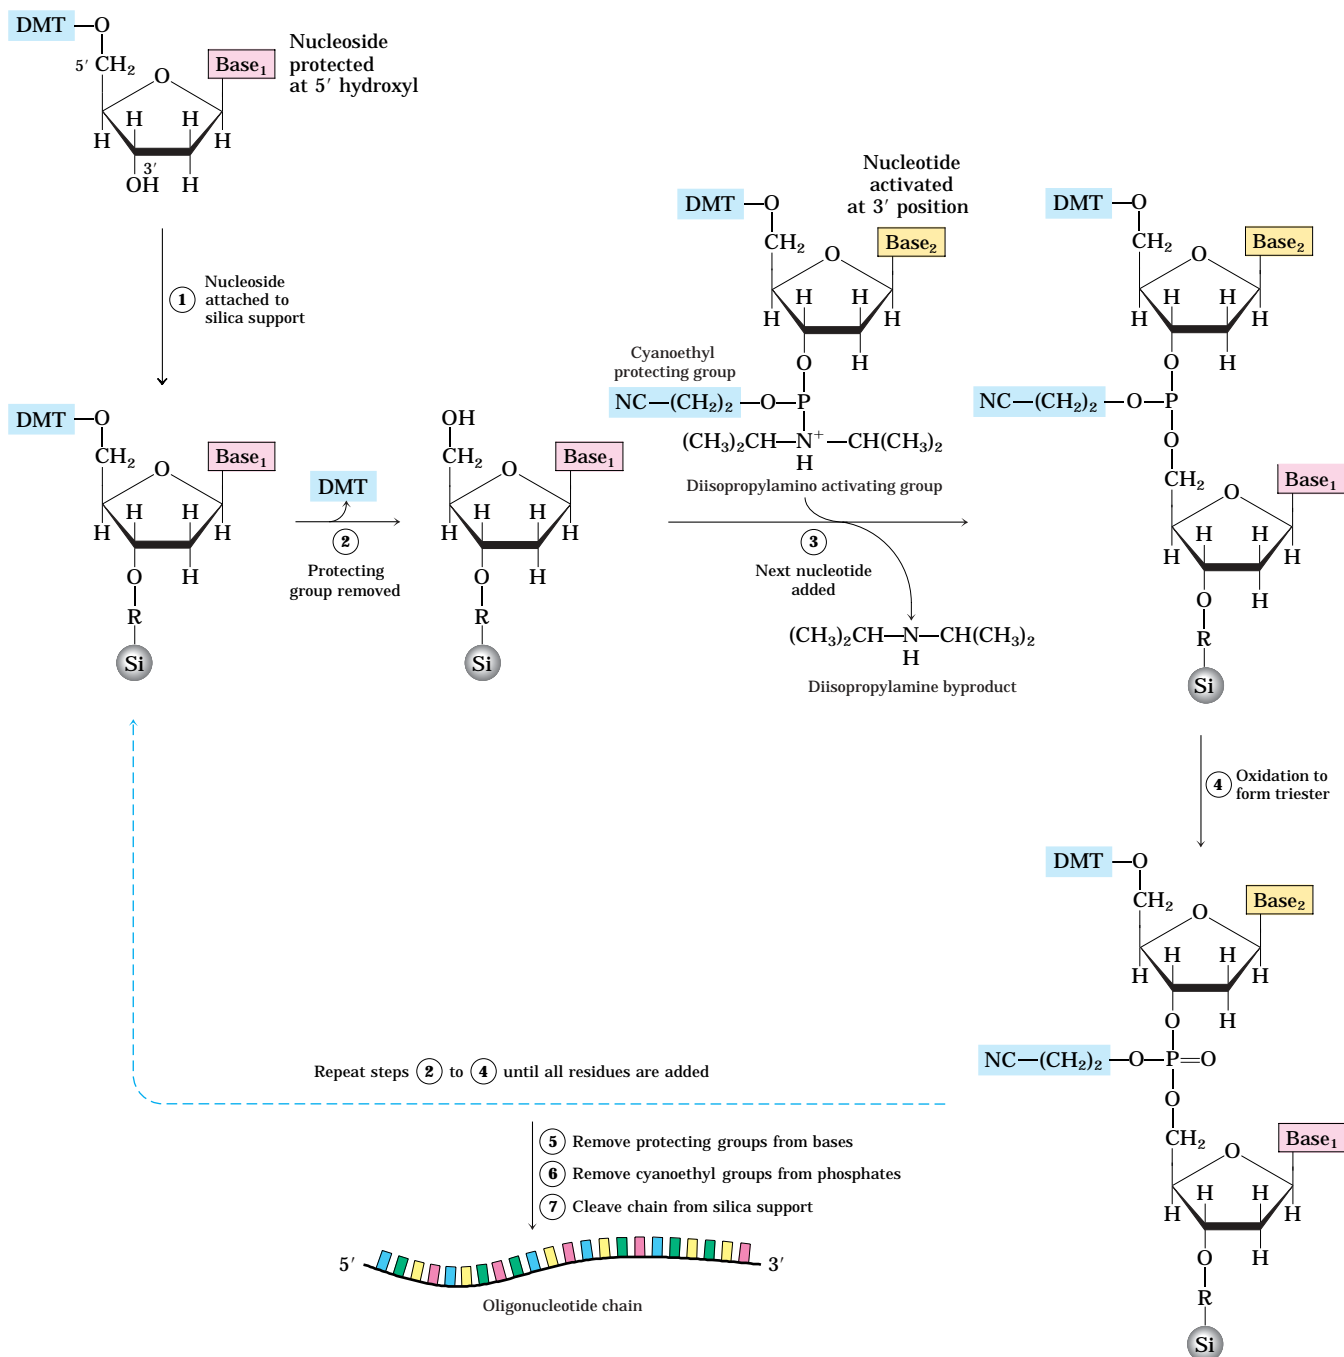 DMT—O
5′ CH₂
O
Base₁
Nucleoside
protected
at 5′ hydroxyl
H H
H H
3′
OH H
1 Nucleoside
attached to
silica support
DMT—O
CH₂
O
Base₁
H H
H H
O H
R
Si
DMT
2
Protecting
group removed
OH
CH₂
O
Base₁
H H
H H
O H
R
Si
Nucleotide
activated
at 3′ position
DMT—O
CH₂
O
Base₂
H H
H H
O H
Cyanoethyl
protecting group
NC—(CH₂)₂—O—P
(CH₃)₂CH—N⁺—CH(CH₃)₂
H
Diisopropylamino activating group
3
Next nucleotide
added
(CH₃)₂CH—N—CH(CH₃)₂
H
Diisopropylamine byproduct
DMT—O
CH₂
O
Base₂
H H
H H
O H
NC—(CH₂)₂—O—P
O
CH₂
O
Base₁
H H
H H
O H
R
Si
4 Oxidation to
form triester
DMT—O
CH₂
O
Base₂
H H
H H
O H
NC—(CH₂)₂—O—P=O
O
CH₂
O
Base₁
H H
H H
O H
R
Si
Repeat steps 2 to 4 until all residues are added
5 Remove protecting groups from bases
6 Remove cyanoethyl groups from phosphates
7 Cleave chain from silica support
5′ 3′
Oligonucleotide chain